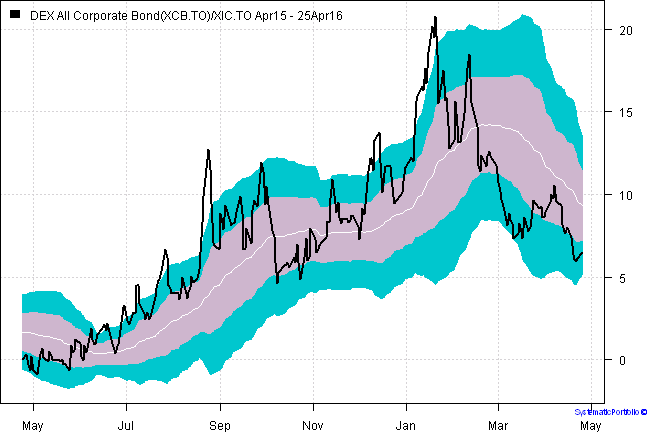 DEX All Corporate Bond(XCB.TO)/XIC.TO Apr15 - 25Apr16
20
15
10
5
0
May Jul Sep Nov Jan Mar May
SystematicPortfolio ©